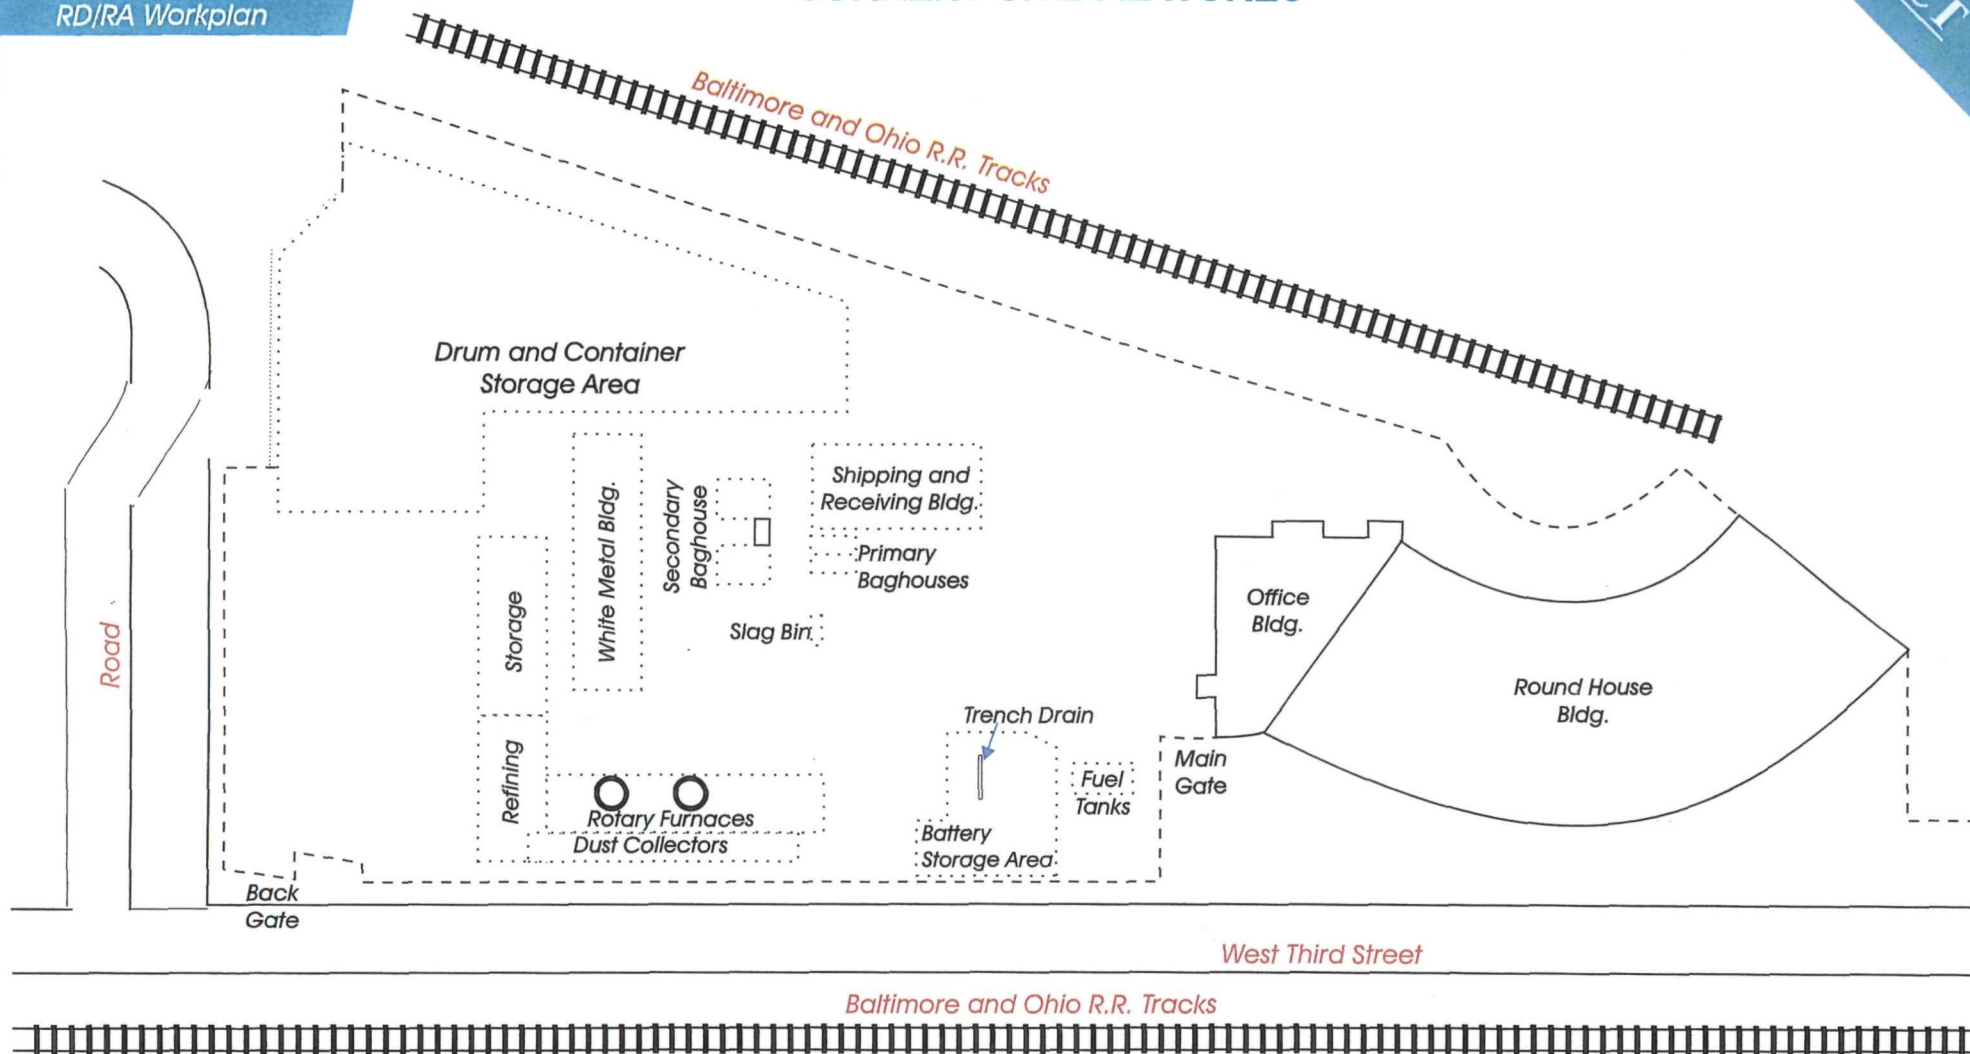 RD/RA Workplan
SITE FEATURES
Baltimore and Ohio R.R. Tracks
Drum and Container
Storage Area
Shipping and
Receiving Bldg.
Secondary
Baghouse
White Metal Bldg.
Primary
Baghouses
Storage
Slag Bin
Office
Bldg.
Road
Round House
Bldg.
Trench Drain
Refining
Main
Gate
Fuel
Tanks
Rotary Furnaces
Dust Collectors
Battery
Storage Area
Back
Gate
West Third Street
Baltimore and Ohio R.R. Tracks